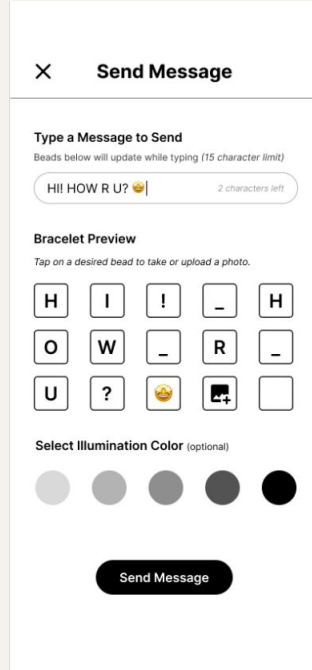 Send Message
Type a Message to Send
Beads below will update while typing (15 character limit)
HI! HOW R U? 🤩 2 characters left
Bracelet Preview
Tap on a desired bead to take or upload a photo.
H I ! _ H
O W _ R _
U ? 🤩
Select Illumination Color (optional)
Send Message